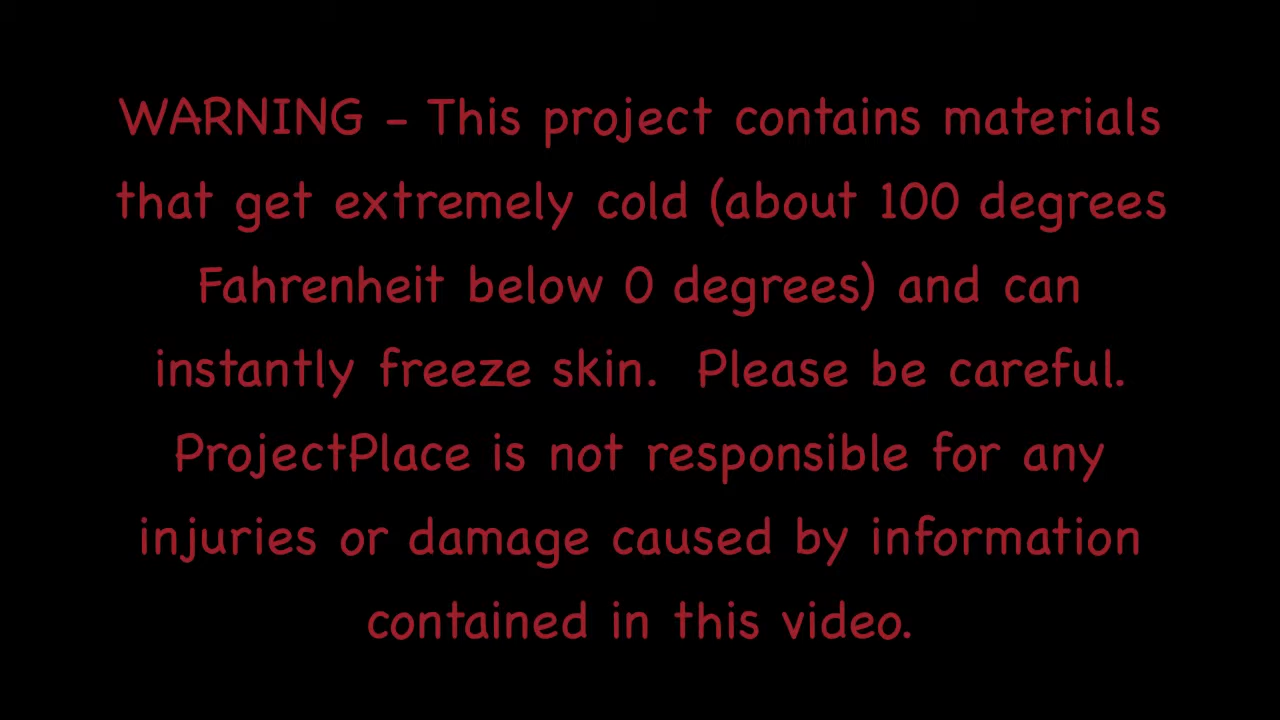 WARNING - This project contains materials
that get extremely cold (about 100 degrees
Fahrenheit below 0 degrees) and can
instantly freeze skin.  Please be careful.
ProjectPlace is not responsible for any
injuries or damage caused by information
contained in this video.